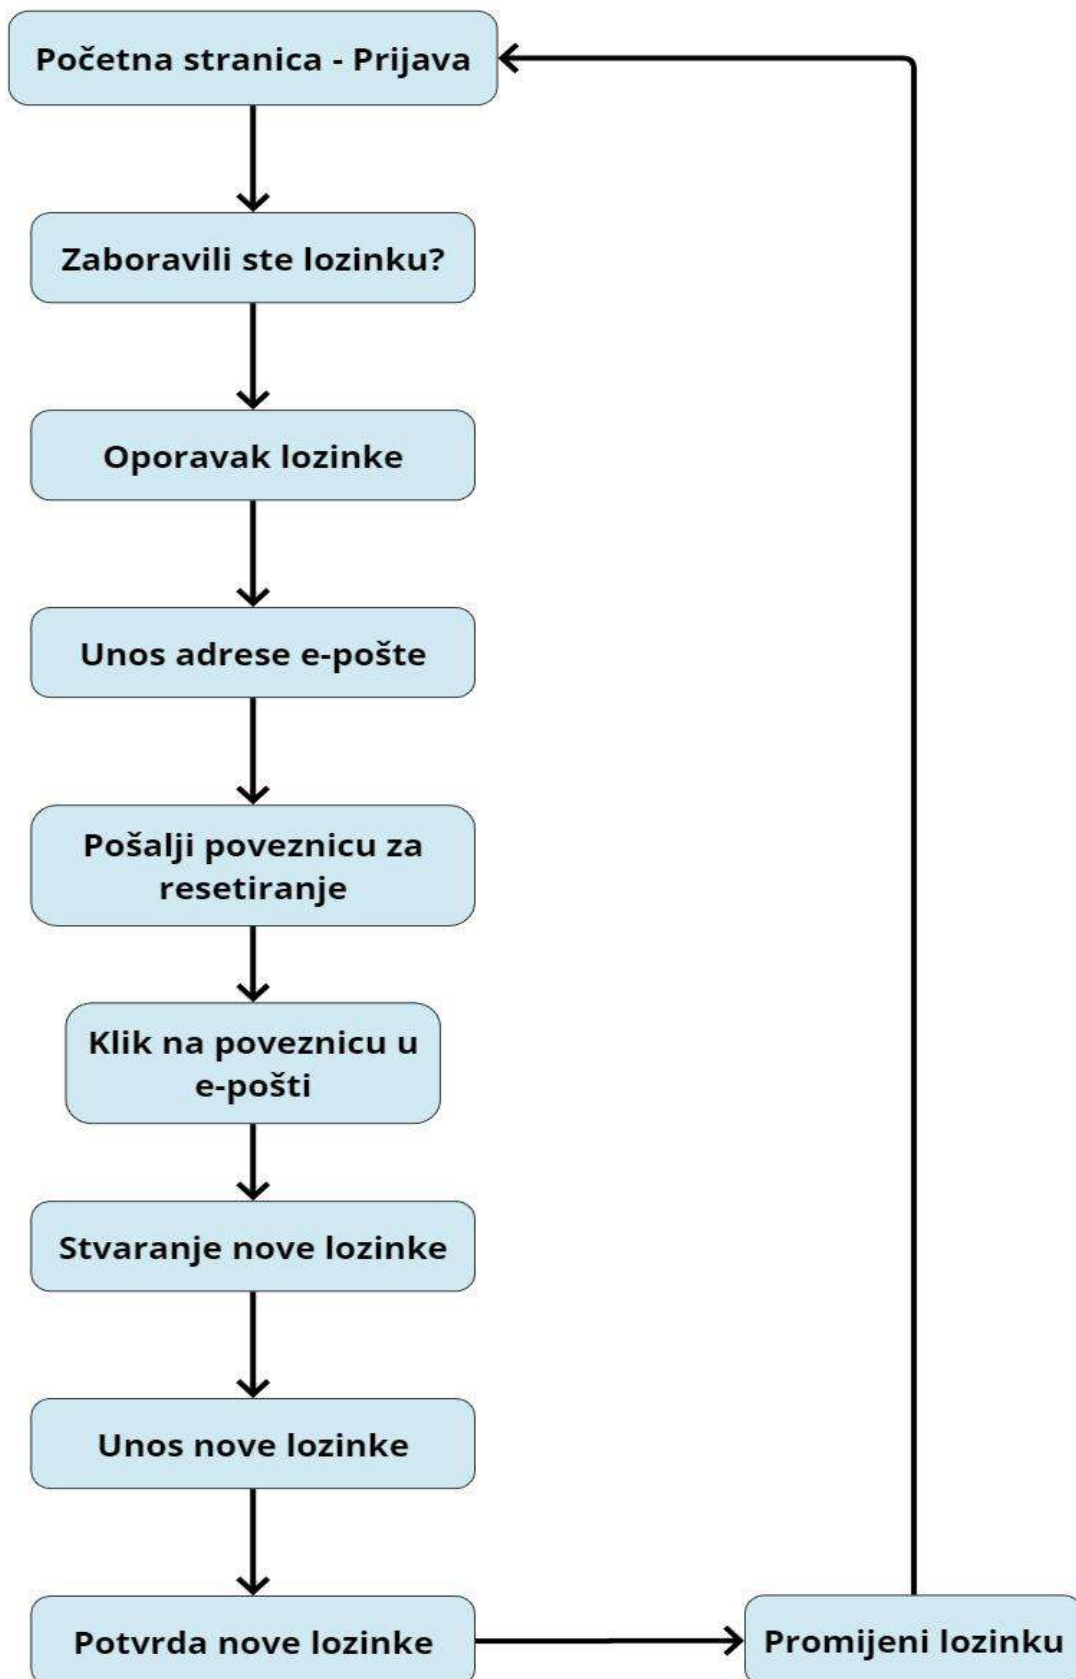 Početna stranica - Prijava
Zaboravili ste lozinku?
Oporavak lozinke
Unos adrese e-pošte
Pošalji poveznicu za
resetiranje
Klik na poveznicu u
e-pošti
Stvaranje nove lozinke
Unos nove lozinke
Potvrda nove lozinke
Promijeni lozinku